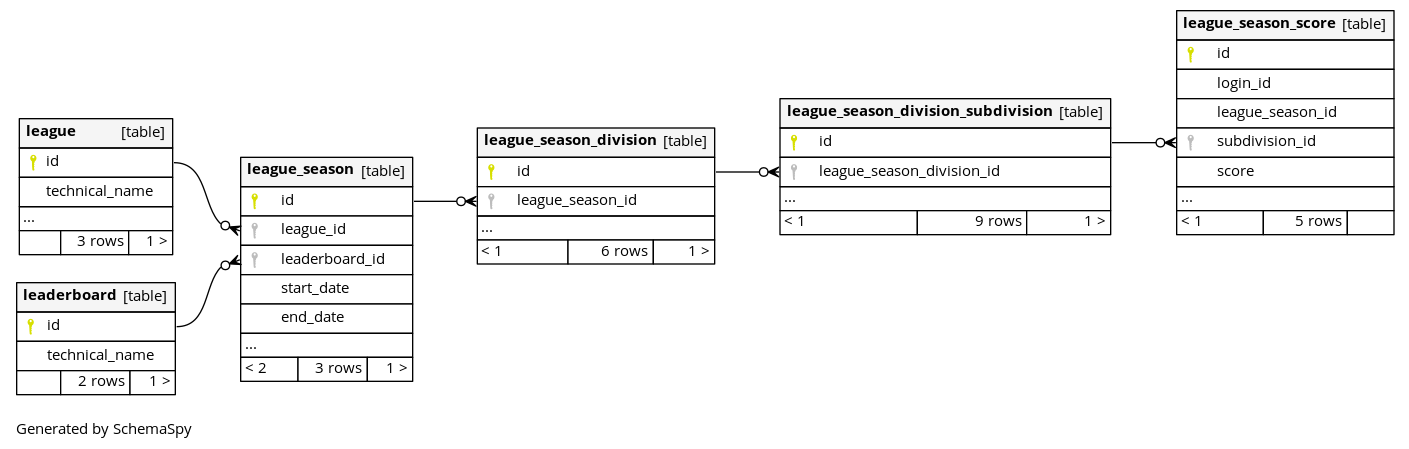 league [table]
id
technical_name
...
3 rows 1 >
leaderboard [table]
id
technical_name
2 rows 1 >
league_season [table]
id
league_id
leaderboard_id
start_date
end_date
...
< 2 3 rows 1 >
league_season_division [table]
id
league_season_id
...
< 1 6 rows 1 >
league_season_division_subdivision [table]
id
league_season_division_id
...
< 1 9 rows 1 >
league_season_score [table]
id
login_id
league_season_id
subdivision_id
score
...
< 1 5 rows
Generated by SchemaSpy